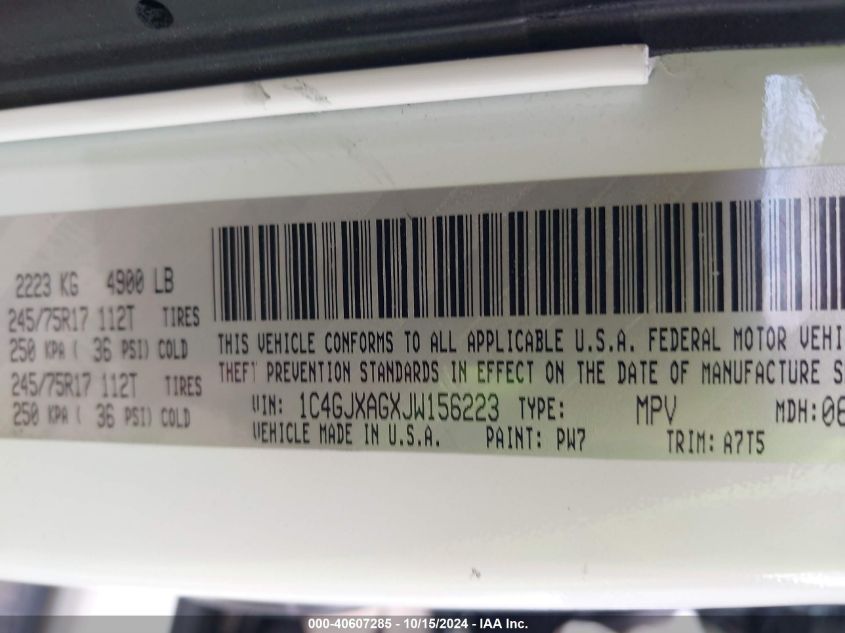 2223 KG 4900 LB
245/75R17 112T TIRES
250 KPA ( 36 PSI) COLD
245/75R17 112T TIRES
250 KPA ( 36 PSI) COLD
THIS VEHICLE CONFORMS TO ALL APPLICABLE U.S.A. FEDERAL MOTOR VEHI
THEFT PREVENTION STANDARDS IN EFFECT ON THE DATE OF MANUFACTURE S
VIN: 1C4GJXAGXJW156223 TYPE: MPV MDH:06
VEHICLE MADE IN U.S.A. PAINT: PW7 TRIM: A7T5
000-40607285 - 10/15/2024 - IAA Inc.